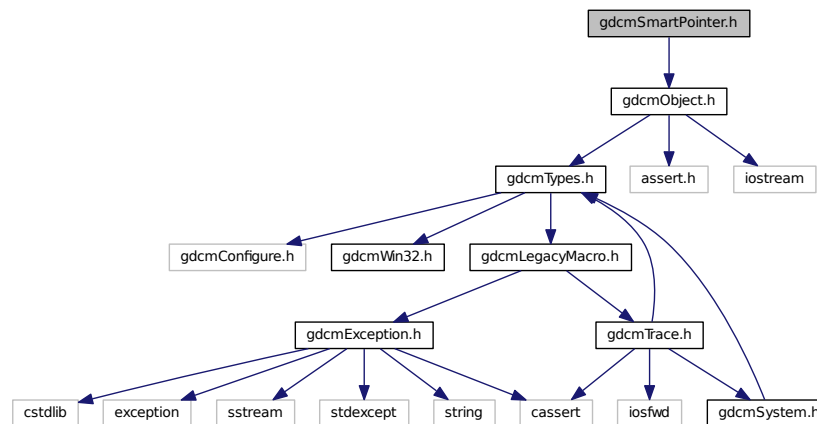 gdcmSmartPointer.h
gdcmObject.h
gdcmTypes.h
assert.h
iostream
gdcmConfigure.h
gdcmWin32.h
gdcmLegacyMacro.h
gdcmException.h
gdcmTrace.h
cstdlib
exception
sstream
stdexcept
string
cassert
iosfwd
gdcmSystem.h